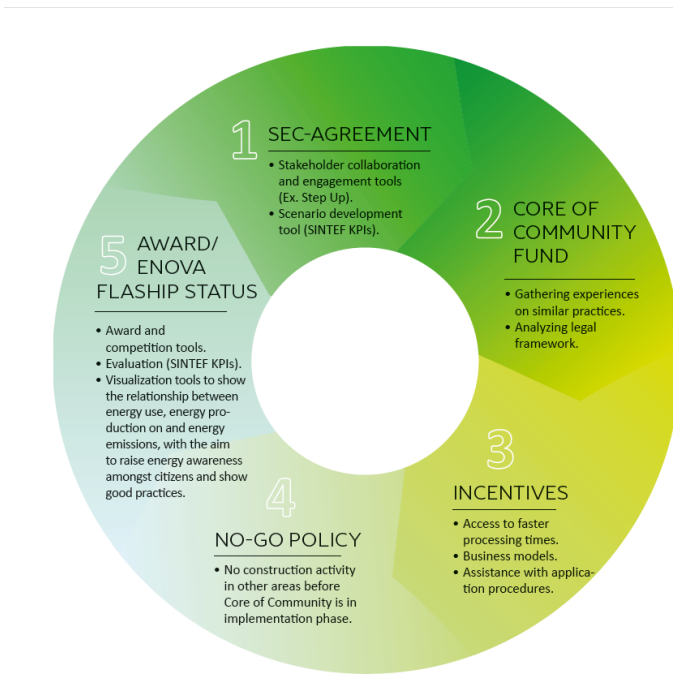 1
SEC-AGREEMENT
• Stakeholder collaboration
and engagement tools
(Ex. Step Up).
• Scenario development
tool (SINTEF KPIs).
2
CORE OF
COMMUNITY
FUND
• Gathering experiences
on similar practices.
• Analyzing legal
framework.
3
INCENTIVES
• Access to faster
processing times.
• Business models.
• Assistance with applica-
tion procedures.
4
NO-GO POLICY
• No construction activity
in other areas before
Core of Community is in
implementation phase.
5
AWARD/
ENOVA
FLASHIP STATUS
• Award and
competition tools.
• Evaluation (SINTEF KPIs).
• Visualization tools to show
the relationship between
energy use, energy pro-
duction on and energy
emissions, with the aim
to raise energy awareness
amongst citizens and show
good practices.